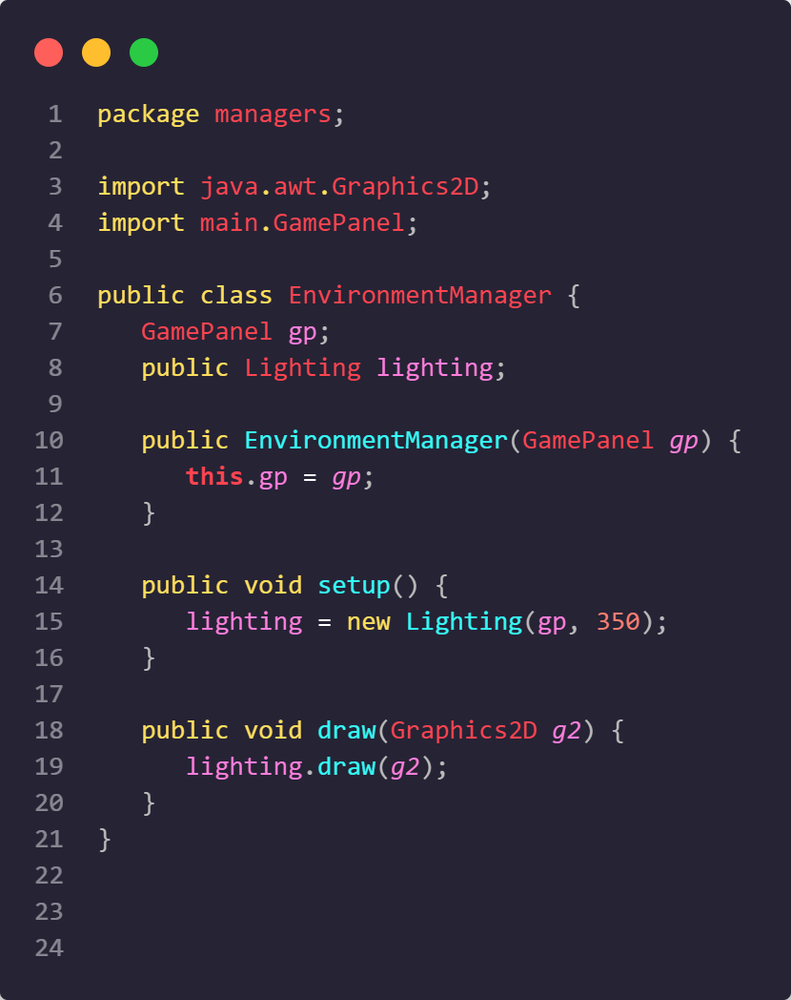 1 package managers;
2
3 import java.awt.Graphics2D;
4 import main.GamePanel;
5
6 public class EnvironmentManager {
7    GamePanel gp;
8    public Lighting lighting;
9
10    public EnvironmentManager(GamePanel gp) {
11       this.gp = gp;
12    }
13
14    public void setup() {
15       lighting = new Lighting(gp, 350);
16    }
17
18    public void draw(Graphics2D g2) {
19       lighting.draw(g2);
20    }
21 }
22
23
24